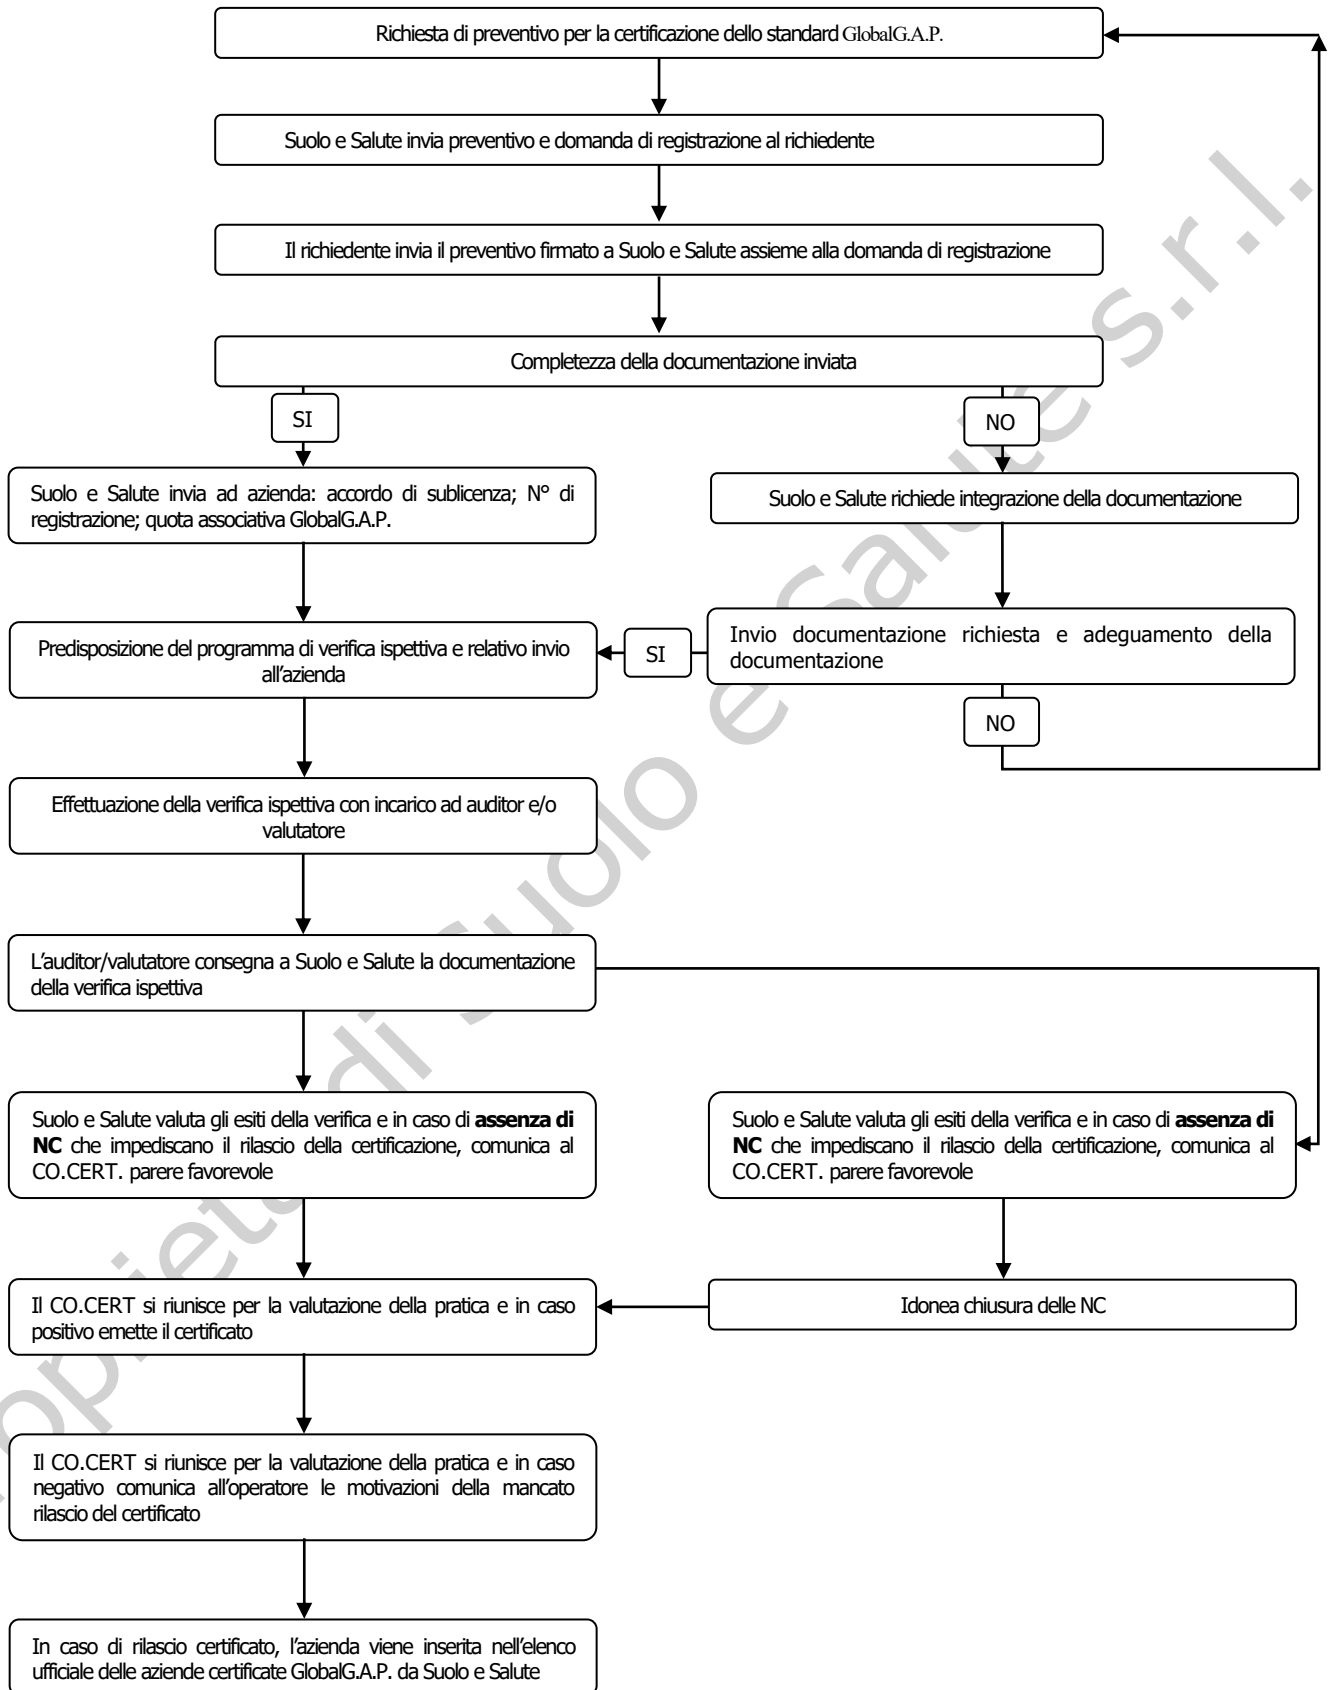 Richiesta di preventivo per la certificazione dello standard GlobalG.A.P.
Suolo e Salute invia preventivo e domanda di registrazione al richiedente
Il richiedente invia il preventivo firmato a Suolo e Salute assieme alla domanda di registrazione
Completezza della documentazione inviata
SI
NO
Suolo e Salute invia ad azienda: accordo di sublicenza; N° di
registrazione; quota associativa GlobalG.A.P.
Suolo e Salute richiede integrazione della documentazione
Predisposizione del programma di verifica ispettiva e relativo invio
all'azienda
SI
Invio documentazione richiesta e adeguamento della
documentazione
NO
Effettuazione della verifica ispettiva con incarico ad auditor e/o
valutatore
L'auditor/valutatore consegna a Suolo e Salute la documentazione
della verifica ispettiva
Suolo e Salute valuta gli esiti della verifica e in caso di assenza di
NC che impediscano il rilascio della certificazione, comunica al
CO.CERT. parere favorevole
Suolo e Salute valuta gli esiti della verifica e in caso di assenza di
NC che impediscano il rilascio della certificazione, comunica al
CO.CERT. parere favorevole
Il CO.CERT si riunisce per la valutazione della pratica e in caso
positivo emette il certificato
Idonea chiusura delle NC
Il CO.CERT si riunisce per la valutazione della pratica e in caso
negativo comunica all'operatore le motivazioni della mancato
rilascio del certificato
In caso di rilascio certificato, l'azienda viene inserita nell'elenco
ufficiale delle aziende certificate GlobalG.A.P. da Suolo e Salute
opietà di Suolo e Salute s.r.l.